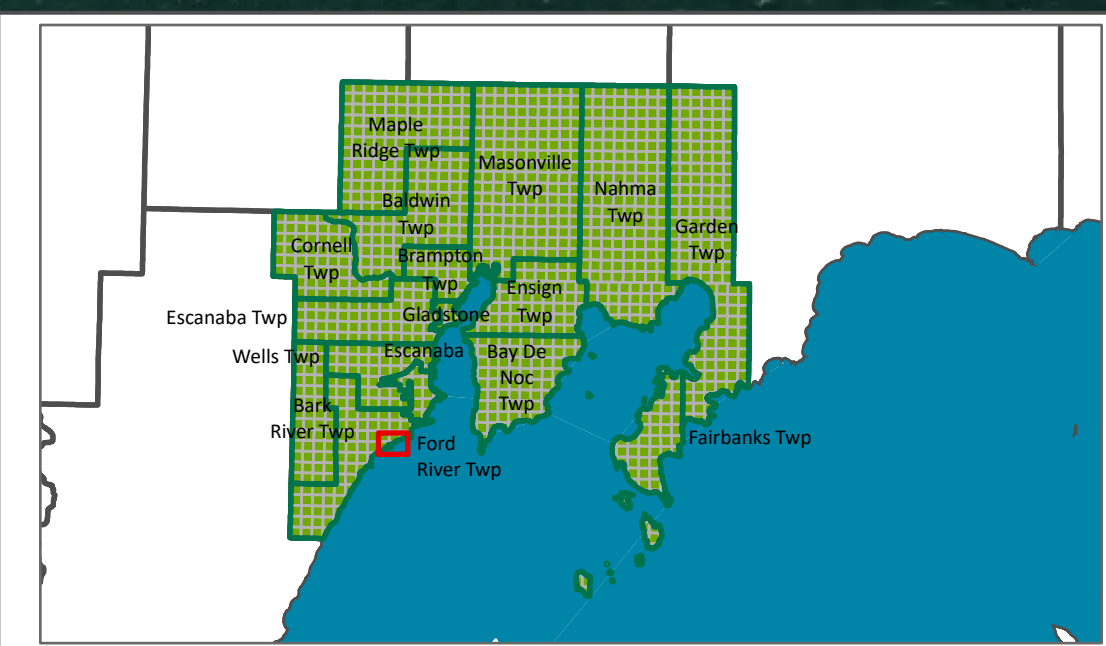 Maple
Ridge Twp
Masonville
Twp
Nahma
Twp
Baldwin
Twp
Garden
Twp
Cornell
Twp
Brampton
Twp
Ensign
Twp
Escanaba Twp
Gladstone
Wells Twp
Escanaba
Bay De
Noc
Twp
Bark
River Twp
Ford
River Twp
Fairbanks Twp